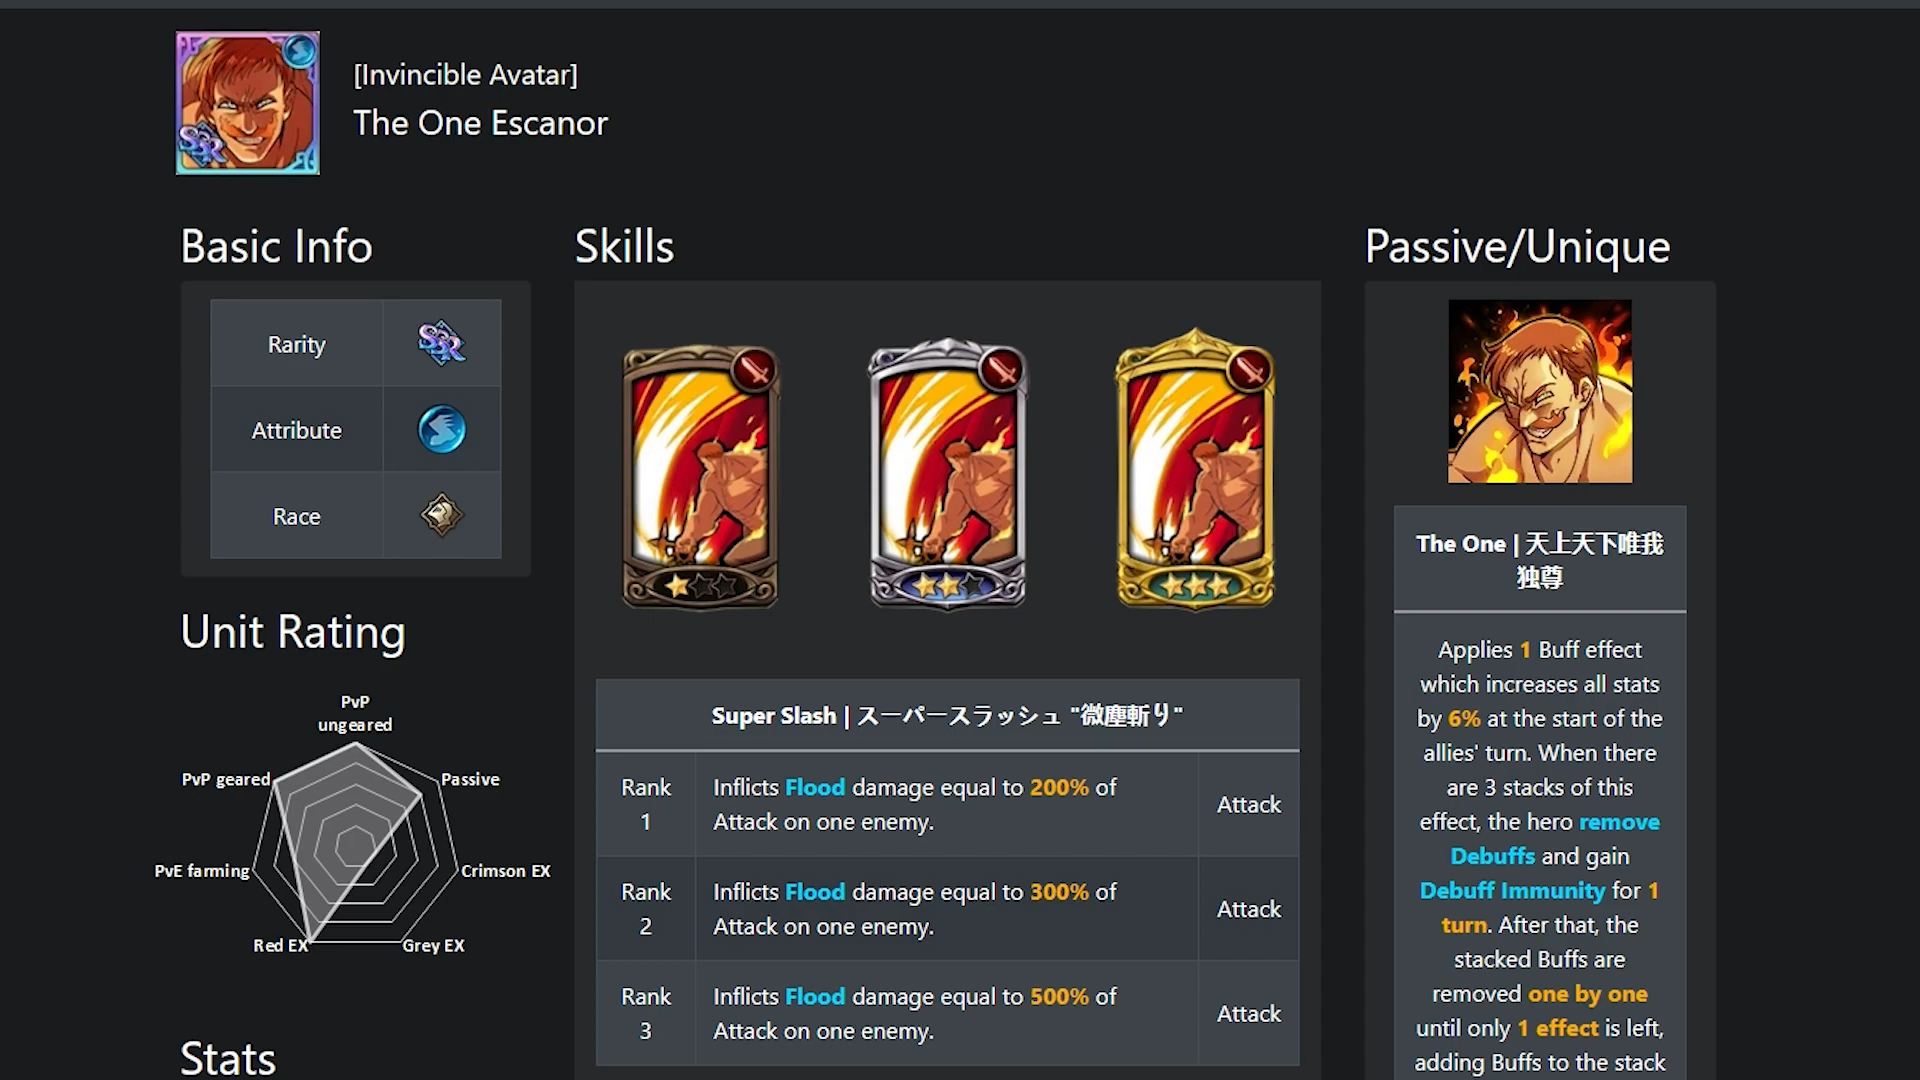 SSR
[Invincible Avatar]
The One Escanor
Basic Info
Rarity
SSR
Attribute
Race
Unit Rating
PvP
ungeared
PvP geared
Passive
PvE farming
Crimson EX
Red EX
Grey EX
Stats
Skills
Super Slash | スーパースラッシュ "微塵斬り"
Rank
1
Inflicts Flood damage equal to 200% of
Attack on one enemy.
Attack
Rank
2
Inflicts Flood damage equal to 300% of
Attack on one enemy.
Attack
Rank
3
Inflicts Flood damage equal to 500% of
Attack on one enemy.
Attack
Passive/Unique
The One | 天上天下唯我
独尊
Applies 1 Buff effect
which increases all stats
by 6% at the start of the
allies' turn. When there
are 3 stacks of this
effect, the hero remove
Debuffs and gain
Debuff Immunity for 1
turn. After that, the
stacked Buffs are
removed one by one
until only 1 effect is left,
adding Buffs to the stack